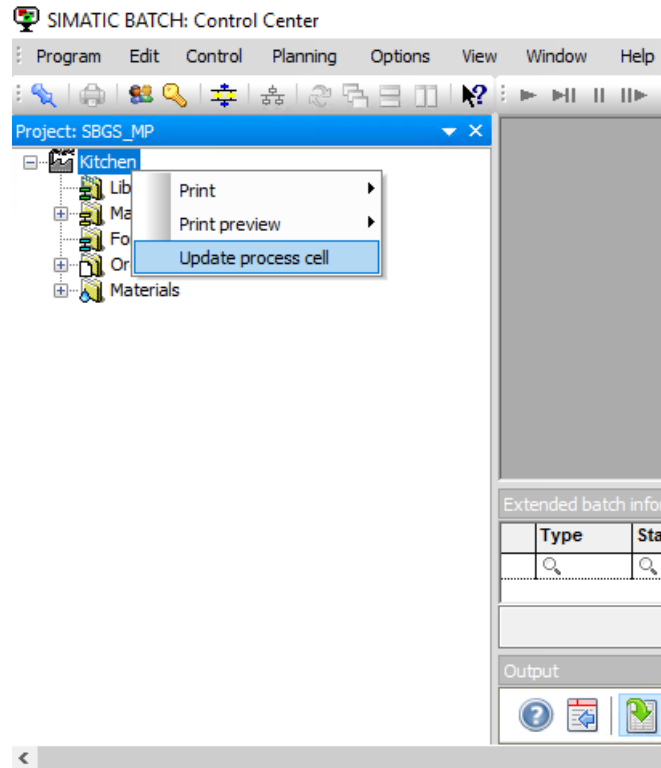 SIMATIC BATCH: Control Center
Program Edit Control Planning Options View Window Help
Project: SBGS_MP
Kitchen
Lib
Print
Ma
Print preview
Fo
Or
Update process cell
Materials
Extended batch infor
Type Sta
Output